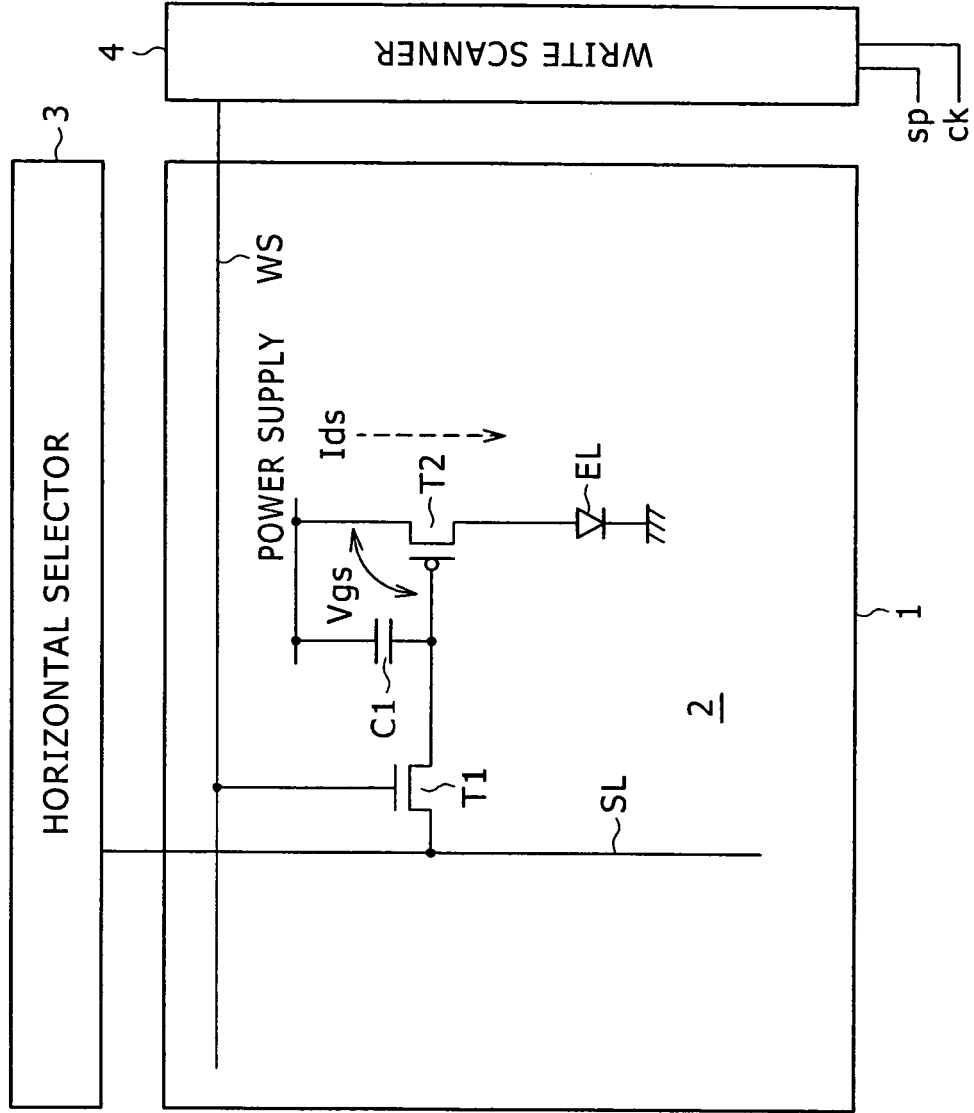 HORIZONTAL SELECTOR
3
4
WRITE SCANNER
sp
ck
WS
POWER SUPPLY
Ids
Vgs
C1
T2
T1
EL
SL
2
1